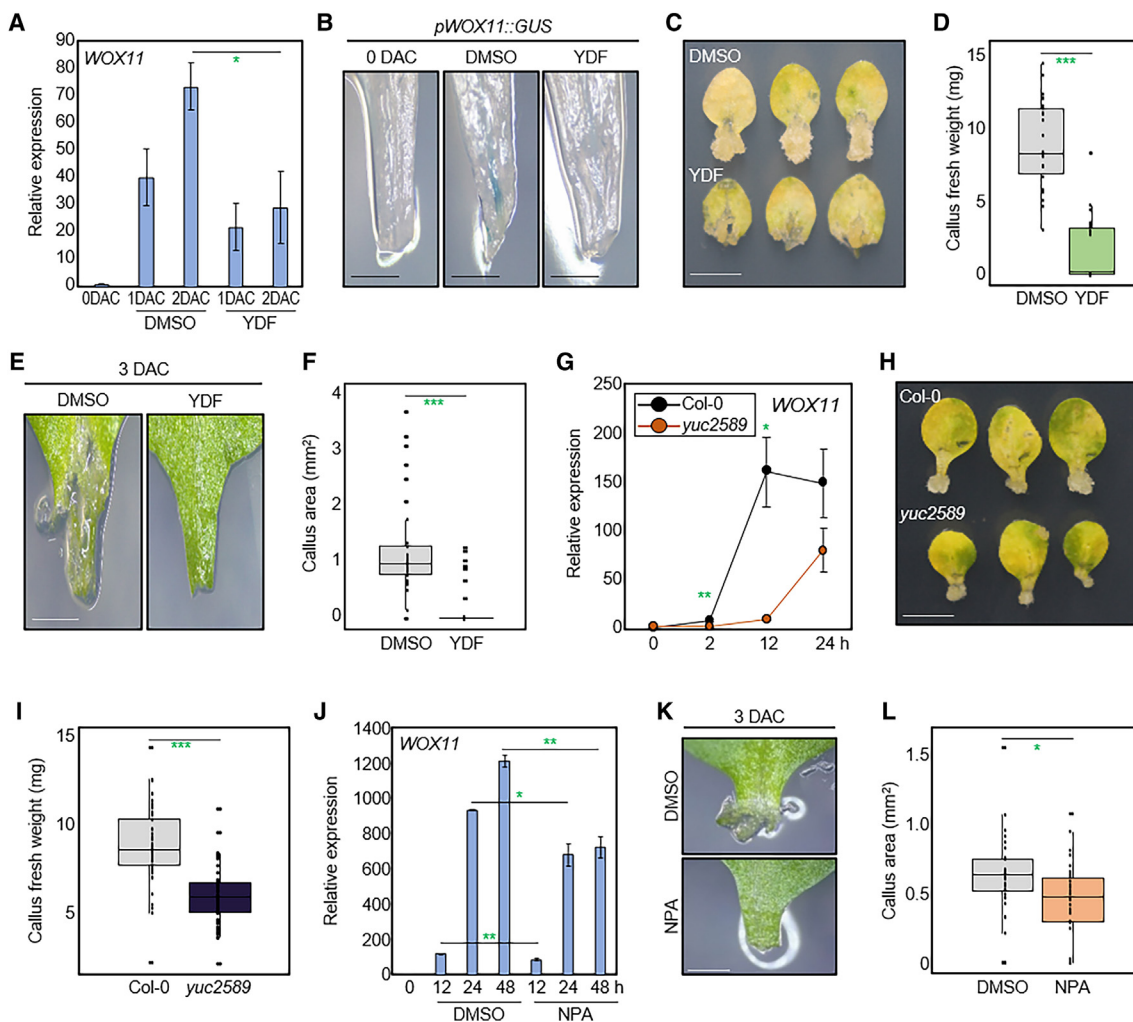 A
WOX11
*
Relative expression
90
80
70
60
50
40
30
20
10
0
0DAC 1DAC 2DAC 1DAC 2DAC
DMSO YDF
B
pWOX11::GUS
0 DAC DMSO YDF
C
DMSO
YDF
D
***
Callus fresh weight (mg)
15
10
5
0
DMSO YDF
E
3 DAC
DMSO YDF
F
***
Callus area (mm²)
4
3
2
1
0
DMSO YDF
G
Col-0
yuc2589
WOX11
*
**
Relative expression
250
200
150
100
50
0
0 2 12 24 h
H
Col-0
yuc2589
I
***
Callus fresh weight (mg)
15
10
5
Col-0 yuc2589
J
WOX11
**
*
**
Relative expression
1400
1200
1000
800
600
400
200
0
0 12 24 48 12 24 48 h
DMSO NPA
K
3 DAC
DMSO
NPA
L
*
Callus area (mm²)
1.5
1.0
0.5
0
DMSO NPA